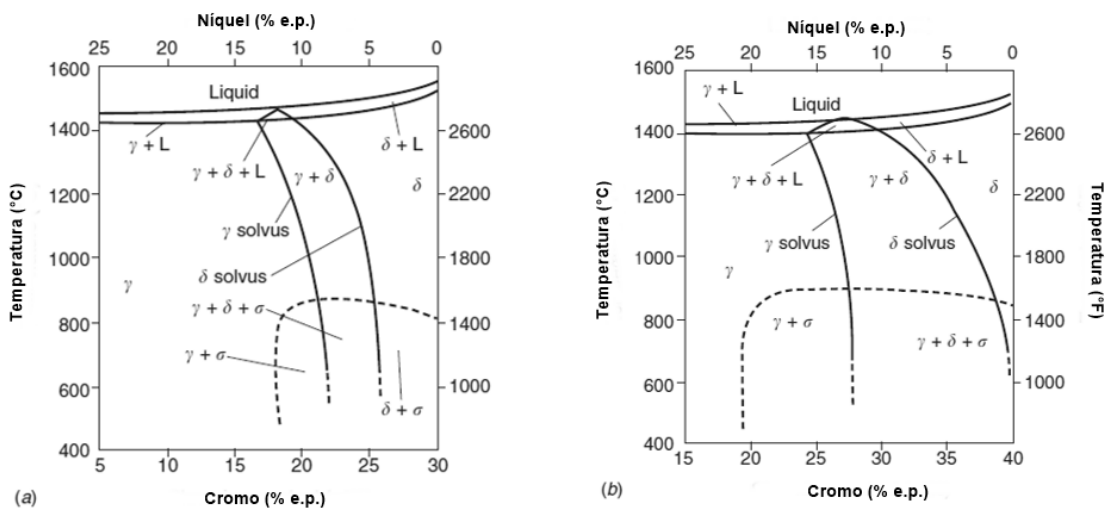 Níquel (% e.p.)
25 20 15 10 5 0
1600
1400
1200
1000
800
600
400
Temperatura (°C)
Liquid
γ + L
γ + δ + L
γ + δ
δ + L
δ
γ solvus
δ solvus
γ
γ + δ + σ
γ + σ
δ + σ
2600
2200
1800
1400
1000
5 10 15 20 25 30
(a)
Cromo (% e.p.)
Níquel (% e.p.)
25 20 15 10 5 0
1600
1400
1200
1000
800
600
400
Temperatura (°C)
γ + L
Liquid
δ + L
γ + δ + L
γ + δ
δ
γ solvus
δ solvus
γ
γ + σ
γ + δ + σ
2600
2200
1800
1400
1000
Temperatura (°F)
15 20 25 30 35 40
(b)
Cromo (% e.p.)